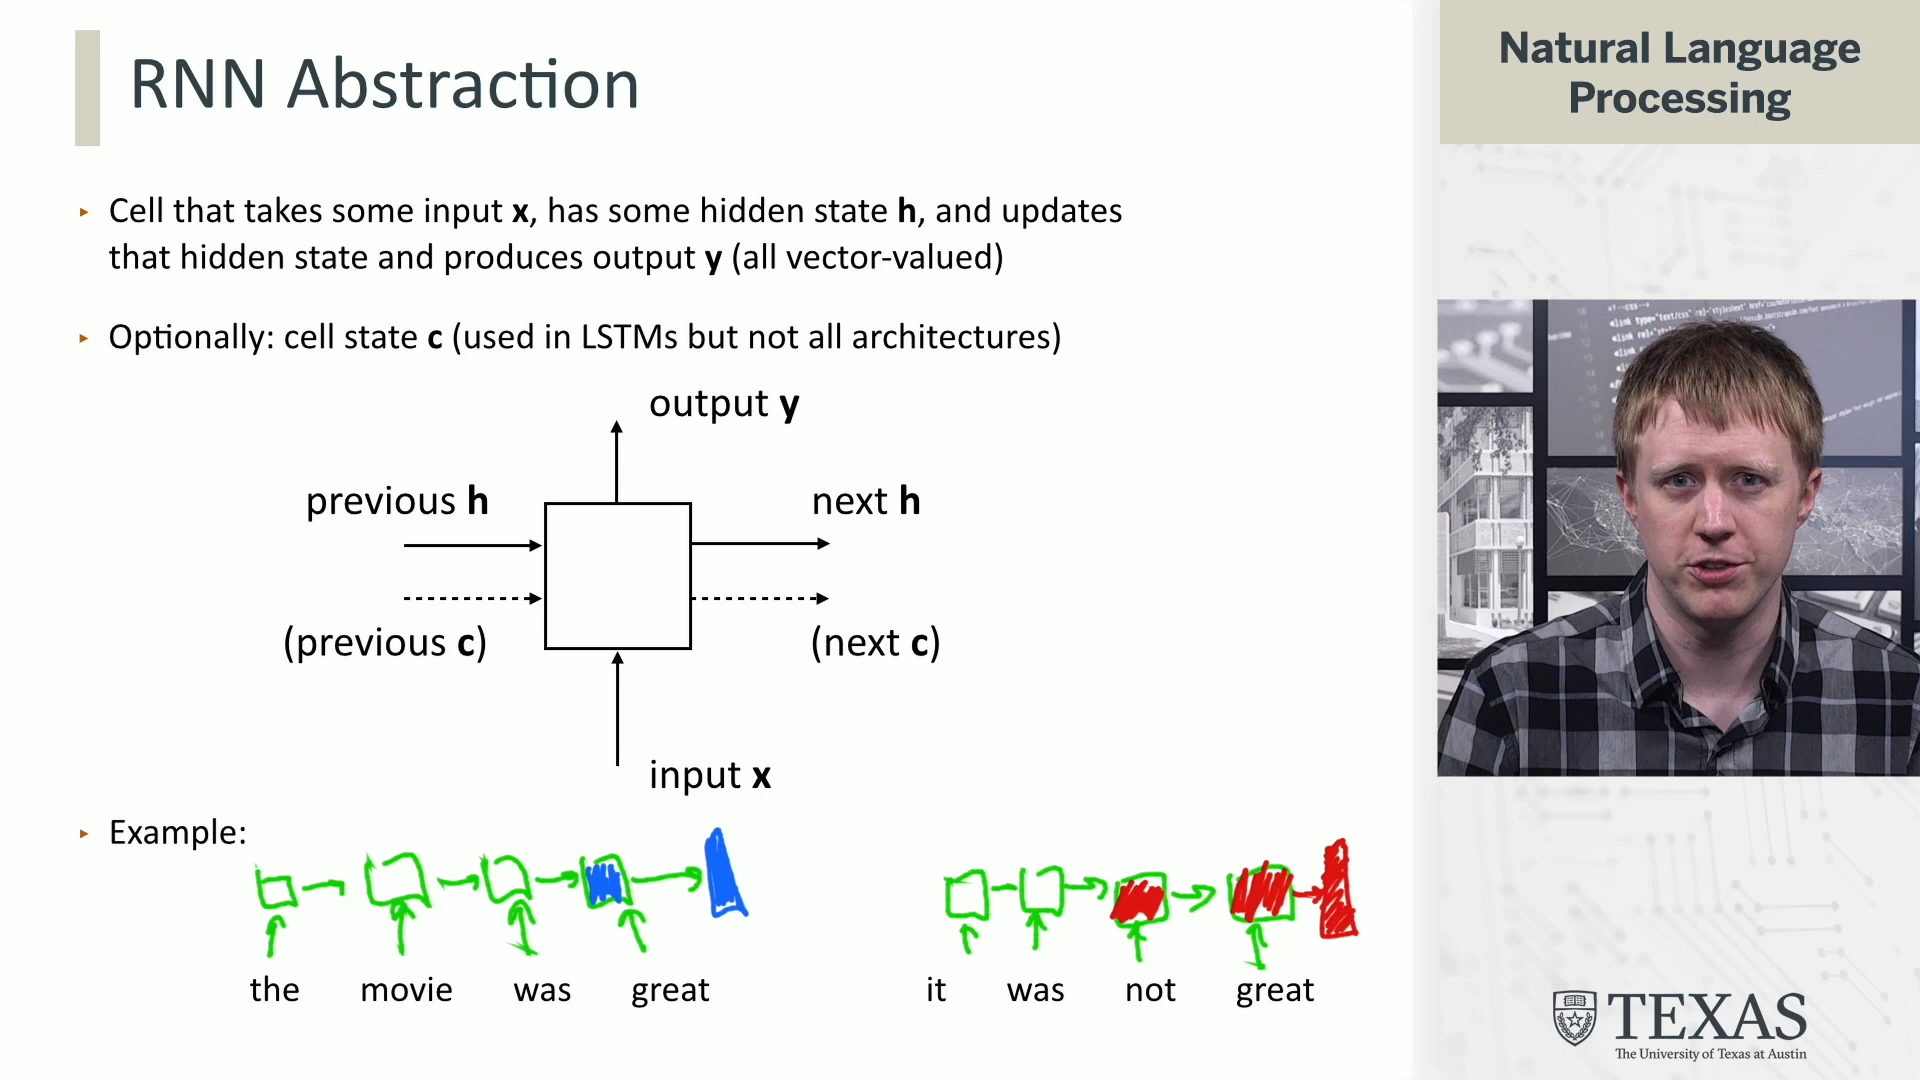 RNN Abstraction
Cell that takes some input x, has some hidden state h, and updates
that hidden state and produces output y (all vector-valued)
Optionally: cell state c (used in LSTMs but not all architectures)
output y
previous h
next h
(previous c)
(next c)
input x
Example:
the movie was great
it was not great
Natural Language
Processing
TEXAS
The University of Texas at Austin